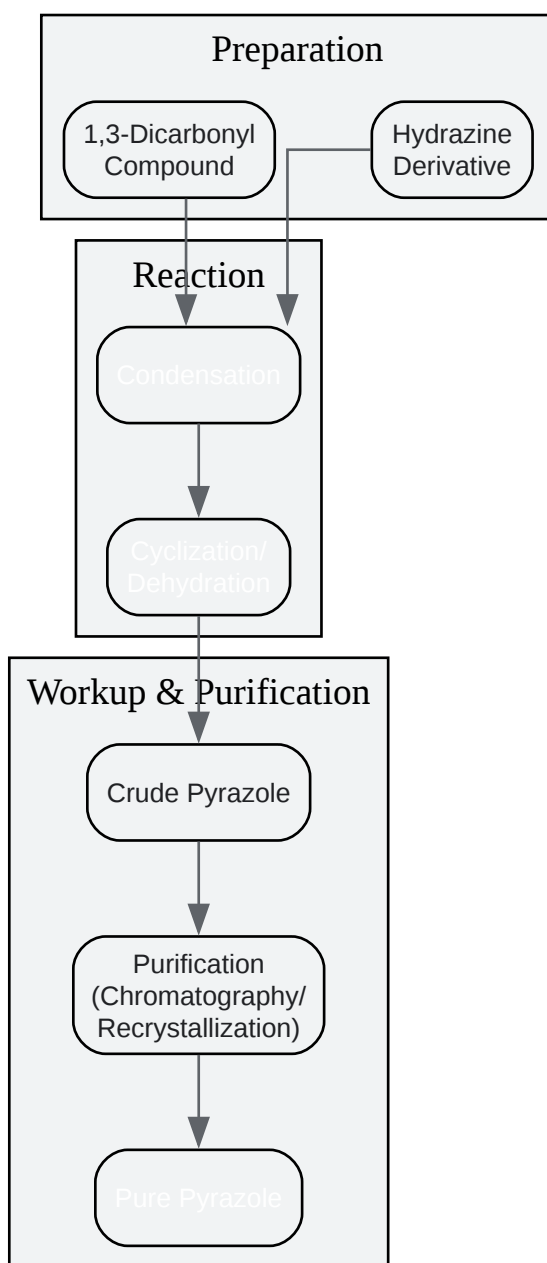 Preparation
1,3-Dicarbonyl
Compound
Hydrazine
Derivative
Reaction
Condensation
Cyclization/
Dehydration
Workup & Purification
Crude Pyrazole
Purification
(Chromatography/
Recrystallization)
Pure Pyrazole